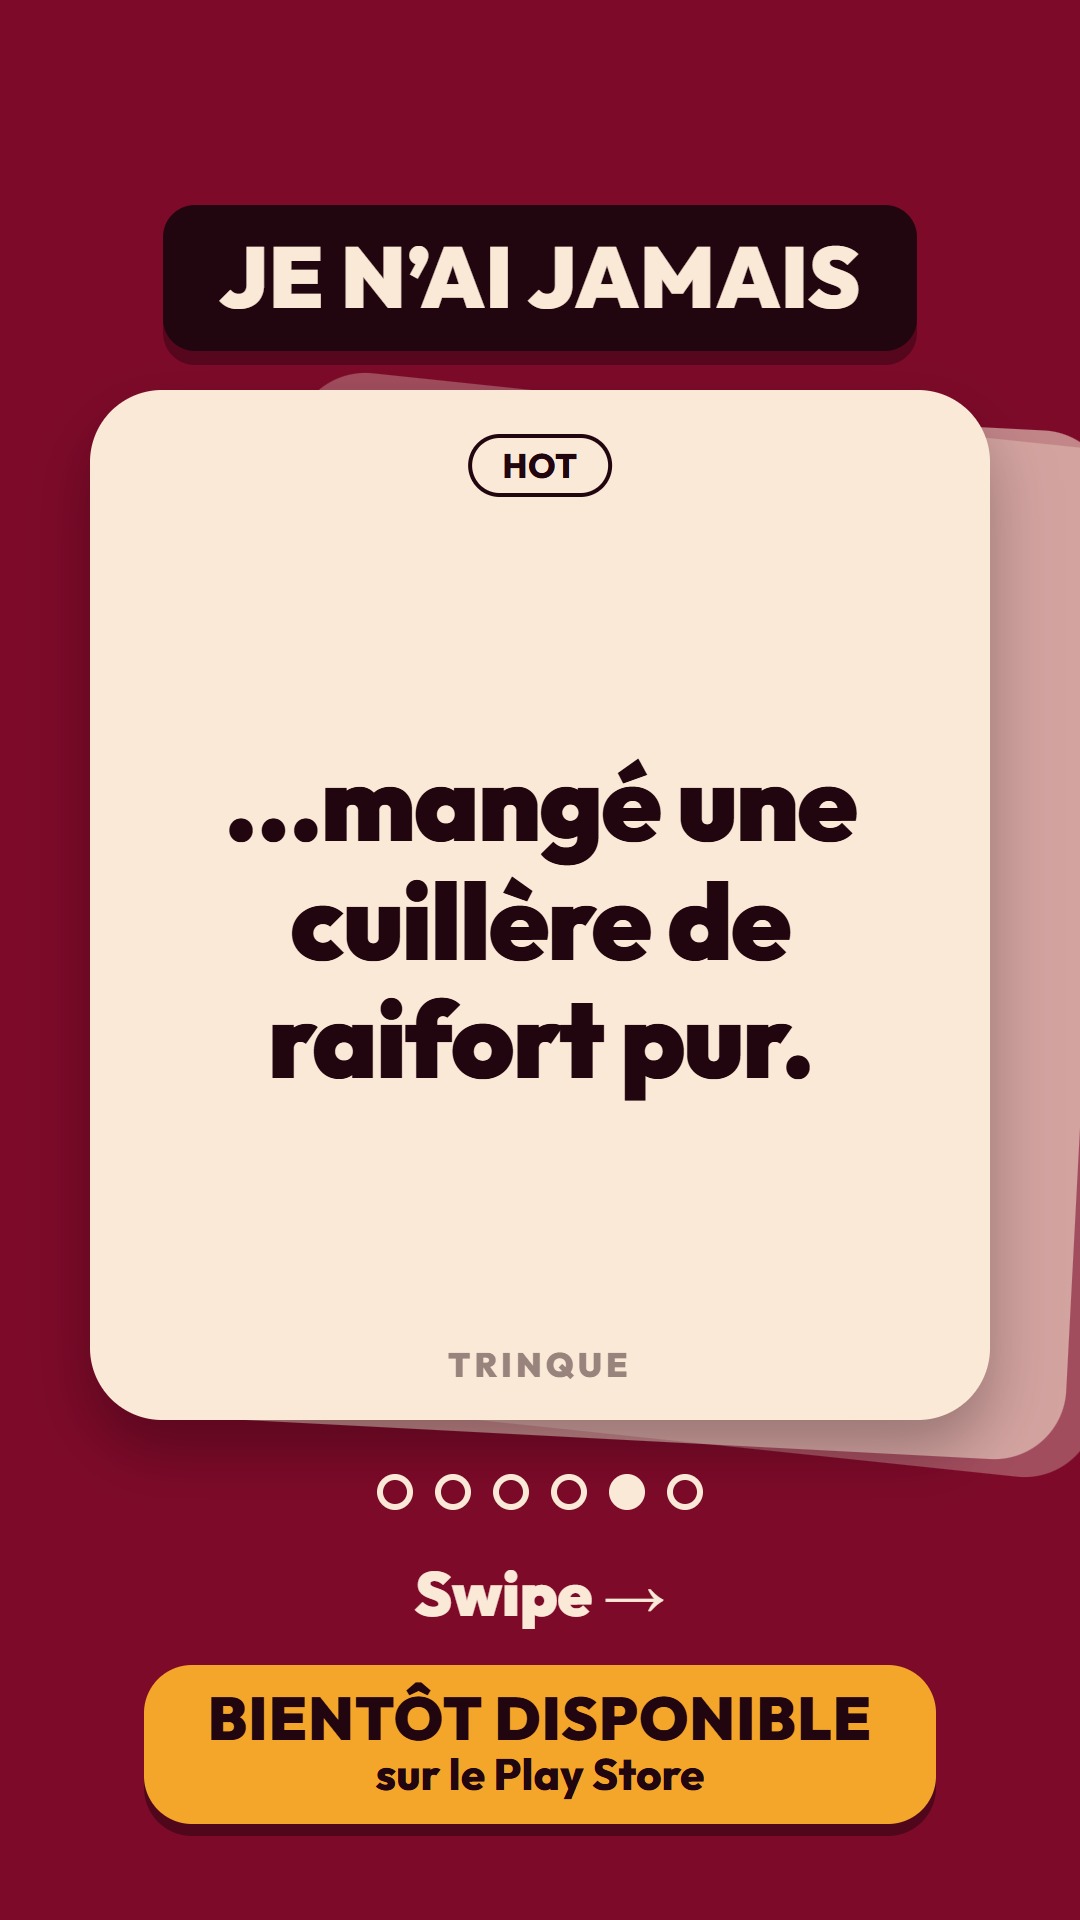 JE N’AI JAMAIS
HOT
...mangé une
cuillère de
raifort pur.
TRINQUE
Swipe →
BIENTÔT DISPONIBLE
sur le Play Store